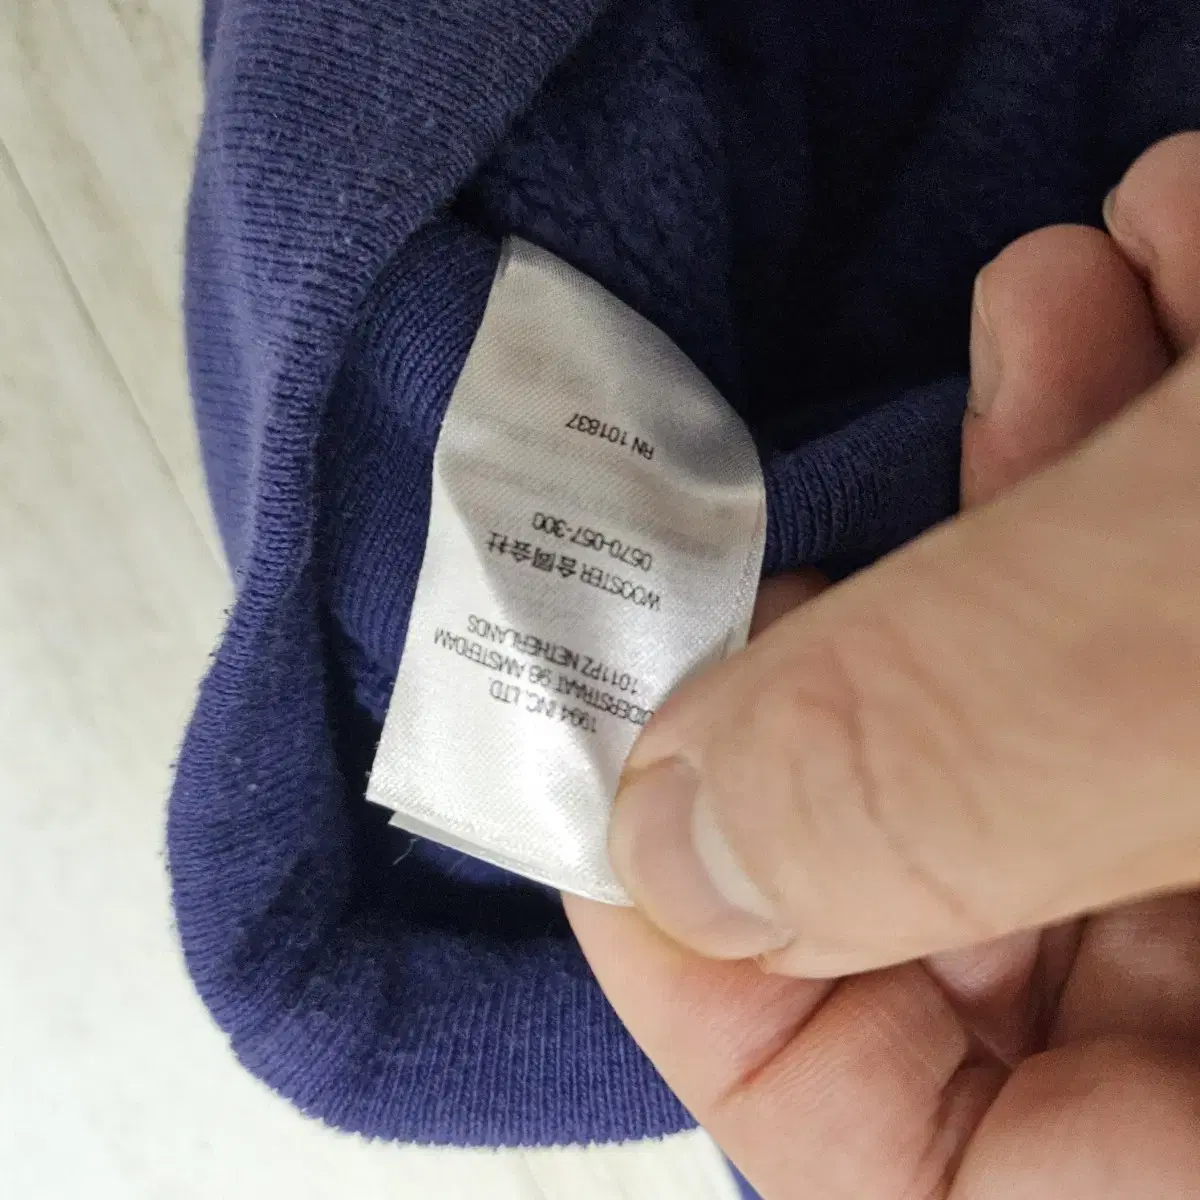 1994 INC, LTD.
98 AMSTERDAM
1011PZ NETHERLANDS
WOOSTER 合同会社
0570-057-300
RN 101837